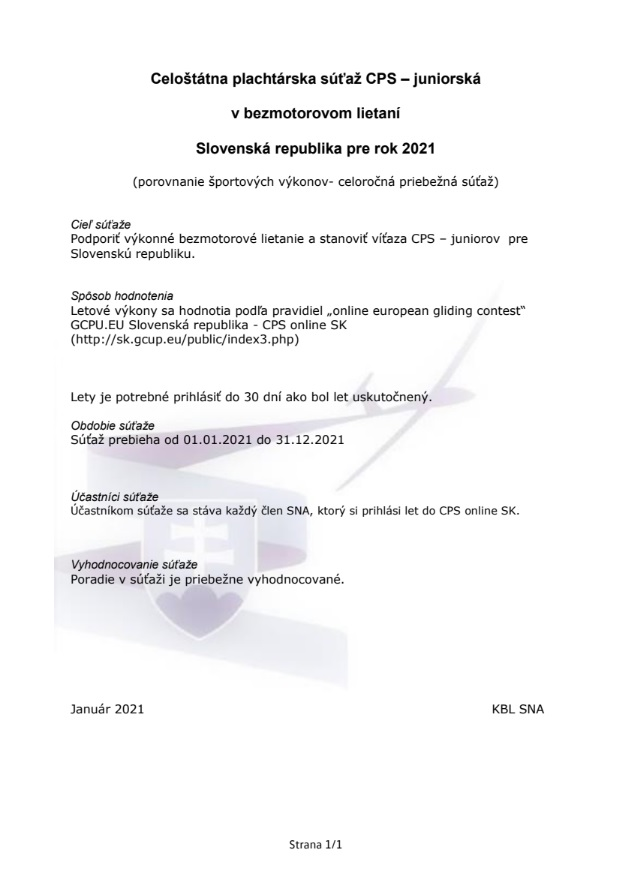 Celoštátna plachtárska súťaž CPS – juniorská
v bezmotorovom lietaní
Slovenská republika pre rok 2021
(porovnanie športových výkonov- celoročná priebežná súťaž)
Cieľ súťaže
Podporiť výkonné bezmotorové lietanie a stanoviť víťaza CPS – juniorov  pre
Slovenskú republiku.
Spôsob hodnotenia
Letové výkony sa hodnotia podľa pravidiel „online european gliding contest“
GCPU.EU Slovenská republika - CPS online SK
(http://sk.gcup.eu/public/index3.php)
Lety je potrebné prihlásiť do 30 dní ako bol let uskutočnený.
Obdobie súťaže
Súťaž prebieha od 01.01.2021 do 31.12.2021
Účastníci súťaže
Účastníkom súťaže sa stáva každý člen SNA, ktorý si prihlási let do CPS online SK.
Vyhodnocovanie súťaže
Poradie v súťaži je priebežne vyhodnocované.
Január 2021 KBL SNA
Strana 1/1